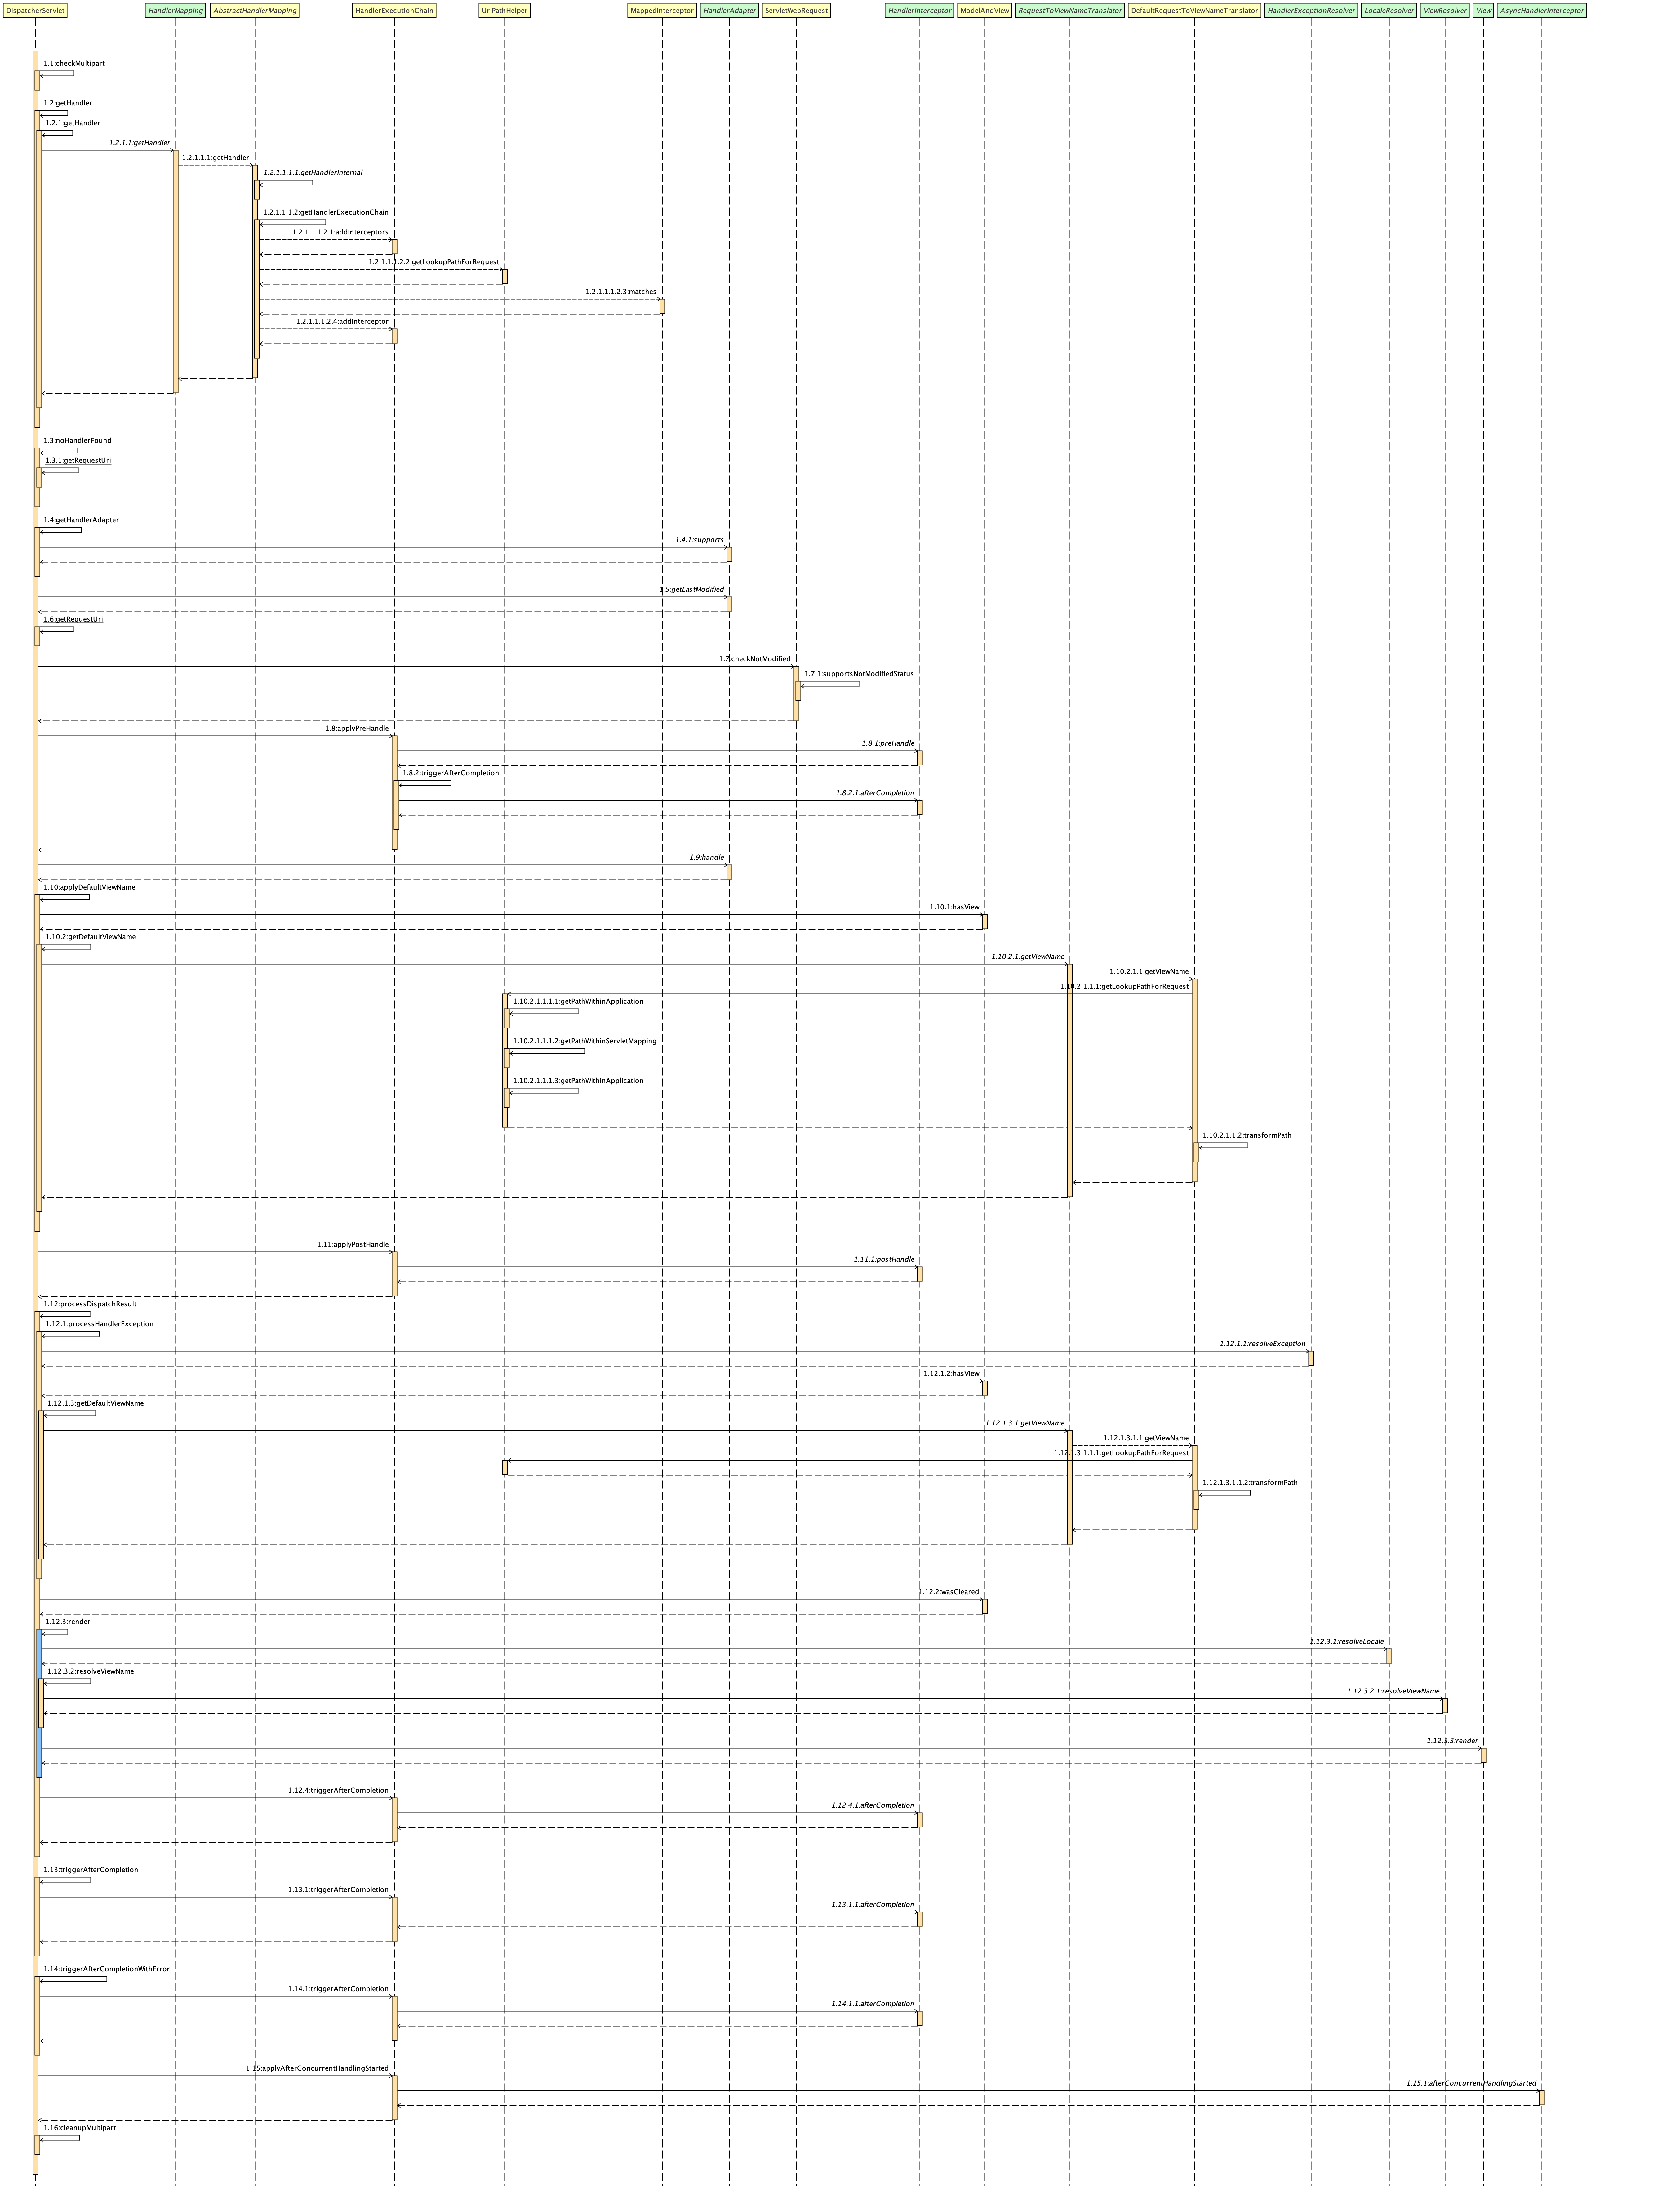 DispatcherServlet
HandlerMapping
AbstractHandlerMapping
HandlerExecutionChain
UrlPathHelper
MappedInterceptor
HandlerAdapter
ServletWebRequest
HandlerInterceptor
ModelAndView
RequestToViewNameTranslator
DefaultRequestToViewNameTranslator
HandlerExceptionResolver
LocaleResolver
ViewResolver
View
AsyncHandlerInterceptor
1.1:checkMultipart
1.2:getHandler
1.2.1:getHandler
1.2.1.1:getHandler
1.2.1.1.1:getHandler
1.2.1.1.1.1:getHandlerInternal
1.2.1.1.1.2:getHandlerExecutionChain
1.2.1.1.1.2.1:addInterceptors
1.2.1.1.1.2.2:getLookupPathForRequest
1.2.1.1.1.2.3:matches
1.2.1.1.1.2.4:addInterceptor
1.3:noHandlerFound
1.3.1:getRequestUri
1.4:getHandlerAdapter
1.4.1:supports
1.5:getLastModified
1.6:getRequestUri
1.7:checkNotModified
1.7.1:supportsNotModifiedStatus
1.8:applyPreHandle
1.8.1:preHandle
1.8.2:triggerAfterCompletion
1.8.2.1:afterCompletion
1.9:handle
1.10:applyDefaultViewName
1.10.1:hasView
1.10.2:getDefaultViewName
1.10.2.1:getViewName
1.10.2.1.1:getViewName
1.10.2.1.1.1:getLookupPathForRequest
1.10.2.1.1.1.1:getPathWithinApplication
1.10.2.1.1.1.2:getPathWithinServletMapping
1.10.2.1.1.1.3:getPathWithinApplication
1.10.2.1.1.2:transformPath
1.11:applyPostHandle
1.11.1:postHandle
1.12:processDispatchResult
1.12.1:processHandlerException
1.12.1.1:resolveException
1.12.1.2:hasView
1.12.1.3:getDefaultViewName
1.12.1.3.1:getViewName
1.12.1.3.1.1:getViewName
1.12.1.3.1.1.1:getLookupPathForRequest
1.12.1.3.1.1.2:transformPath
1.12.2:wasCleared
1.12.3:render
1.12.3.1:resolveLocale
1.12.3.2:resolveViewName
1.12.3.2.1:resolveViewName
1.12.3.3:render
1.12.4:triggerAfterCompletion
1.12.4.1:afterCompletion
1.13:triggerAfterCompletion
1.13.1:triggerAfterCompletion
1.13.1.1:afterCompletion
1.14:triggerAfterCompletionWithError
1.14.1:triggerAfterCompletion
1.14.1.1:afterCompletion
1.15:applyAfterConcurrentHandlingStarted
1.15.1:afterConcurrentHandlingStarted
1.16:cleanupMultipart